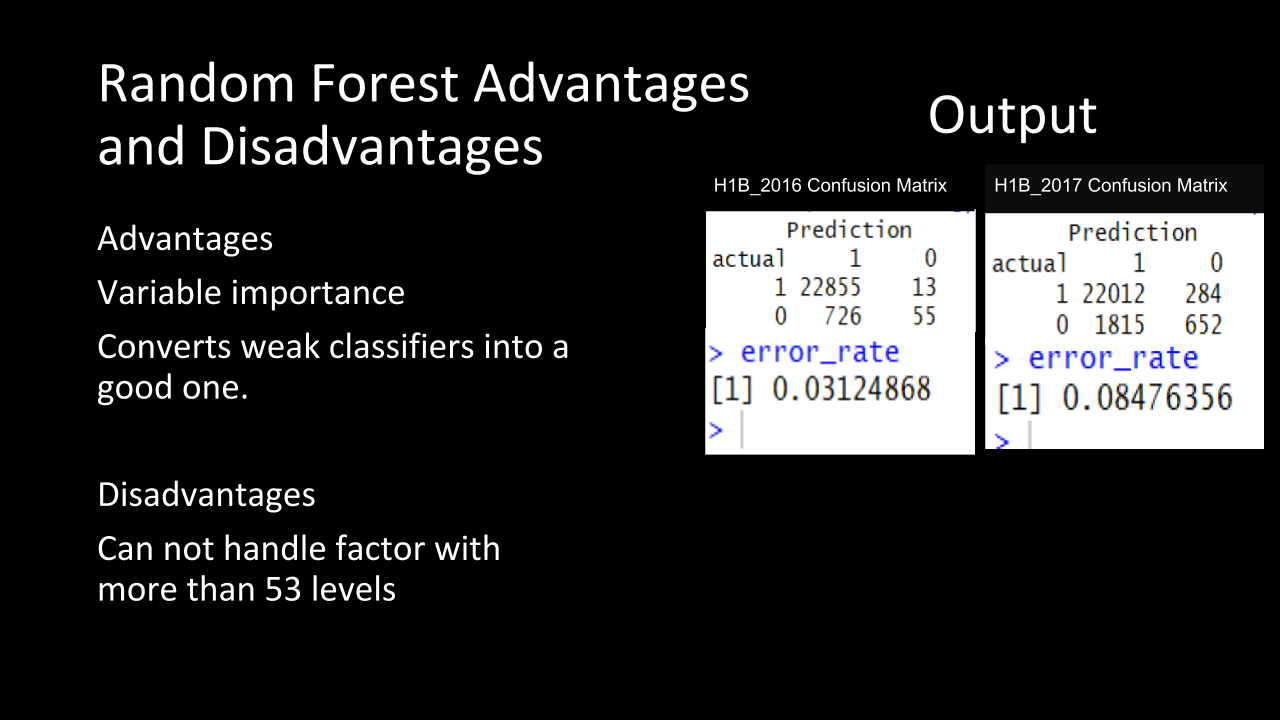 Random Forest Advantages
and Disadvantages
Advantages
Variable importance
Converts weak classifiers into a
good one.
Disadvantages
Can not handle factor with
more than 53 levels
Output
H1B_2016 Confusion Matrix
Prediction
actual 1 0
1 22855 13
0 726 55
> error_rate
[1] 0.03124868
>
H1B_2017 Confusion Matrix
Prediction
actual 1 0
1 22012 284
0 1815 652
> error_rate
[1] 0.08476356
>